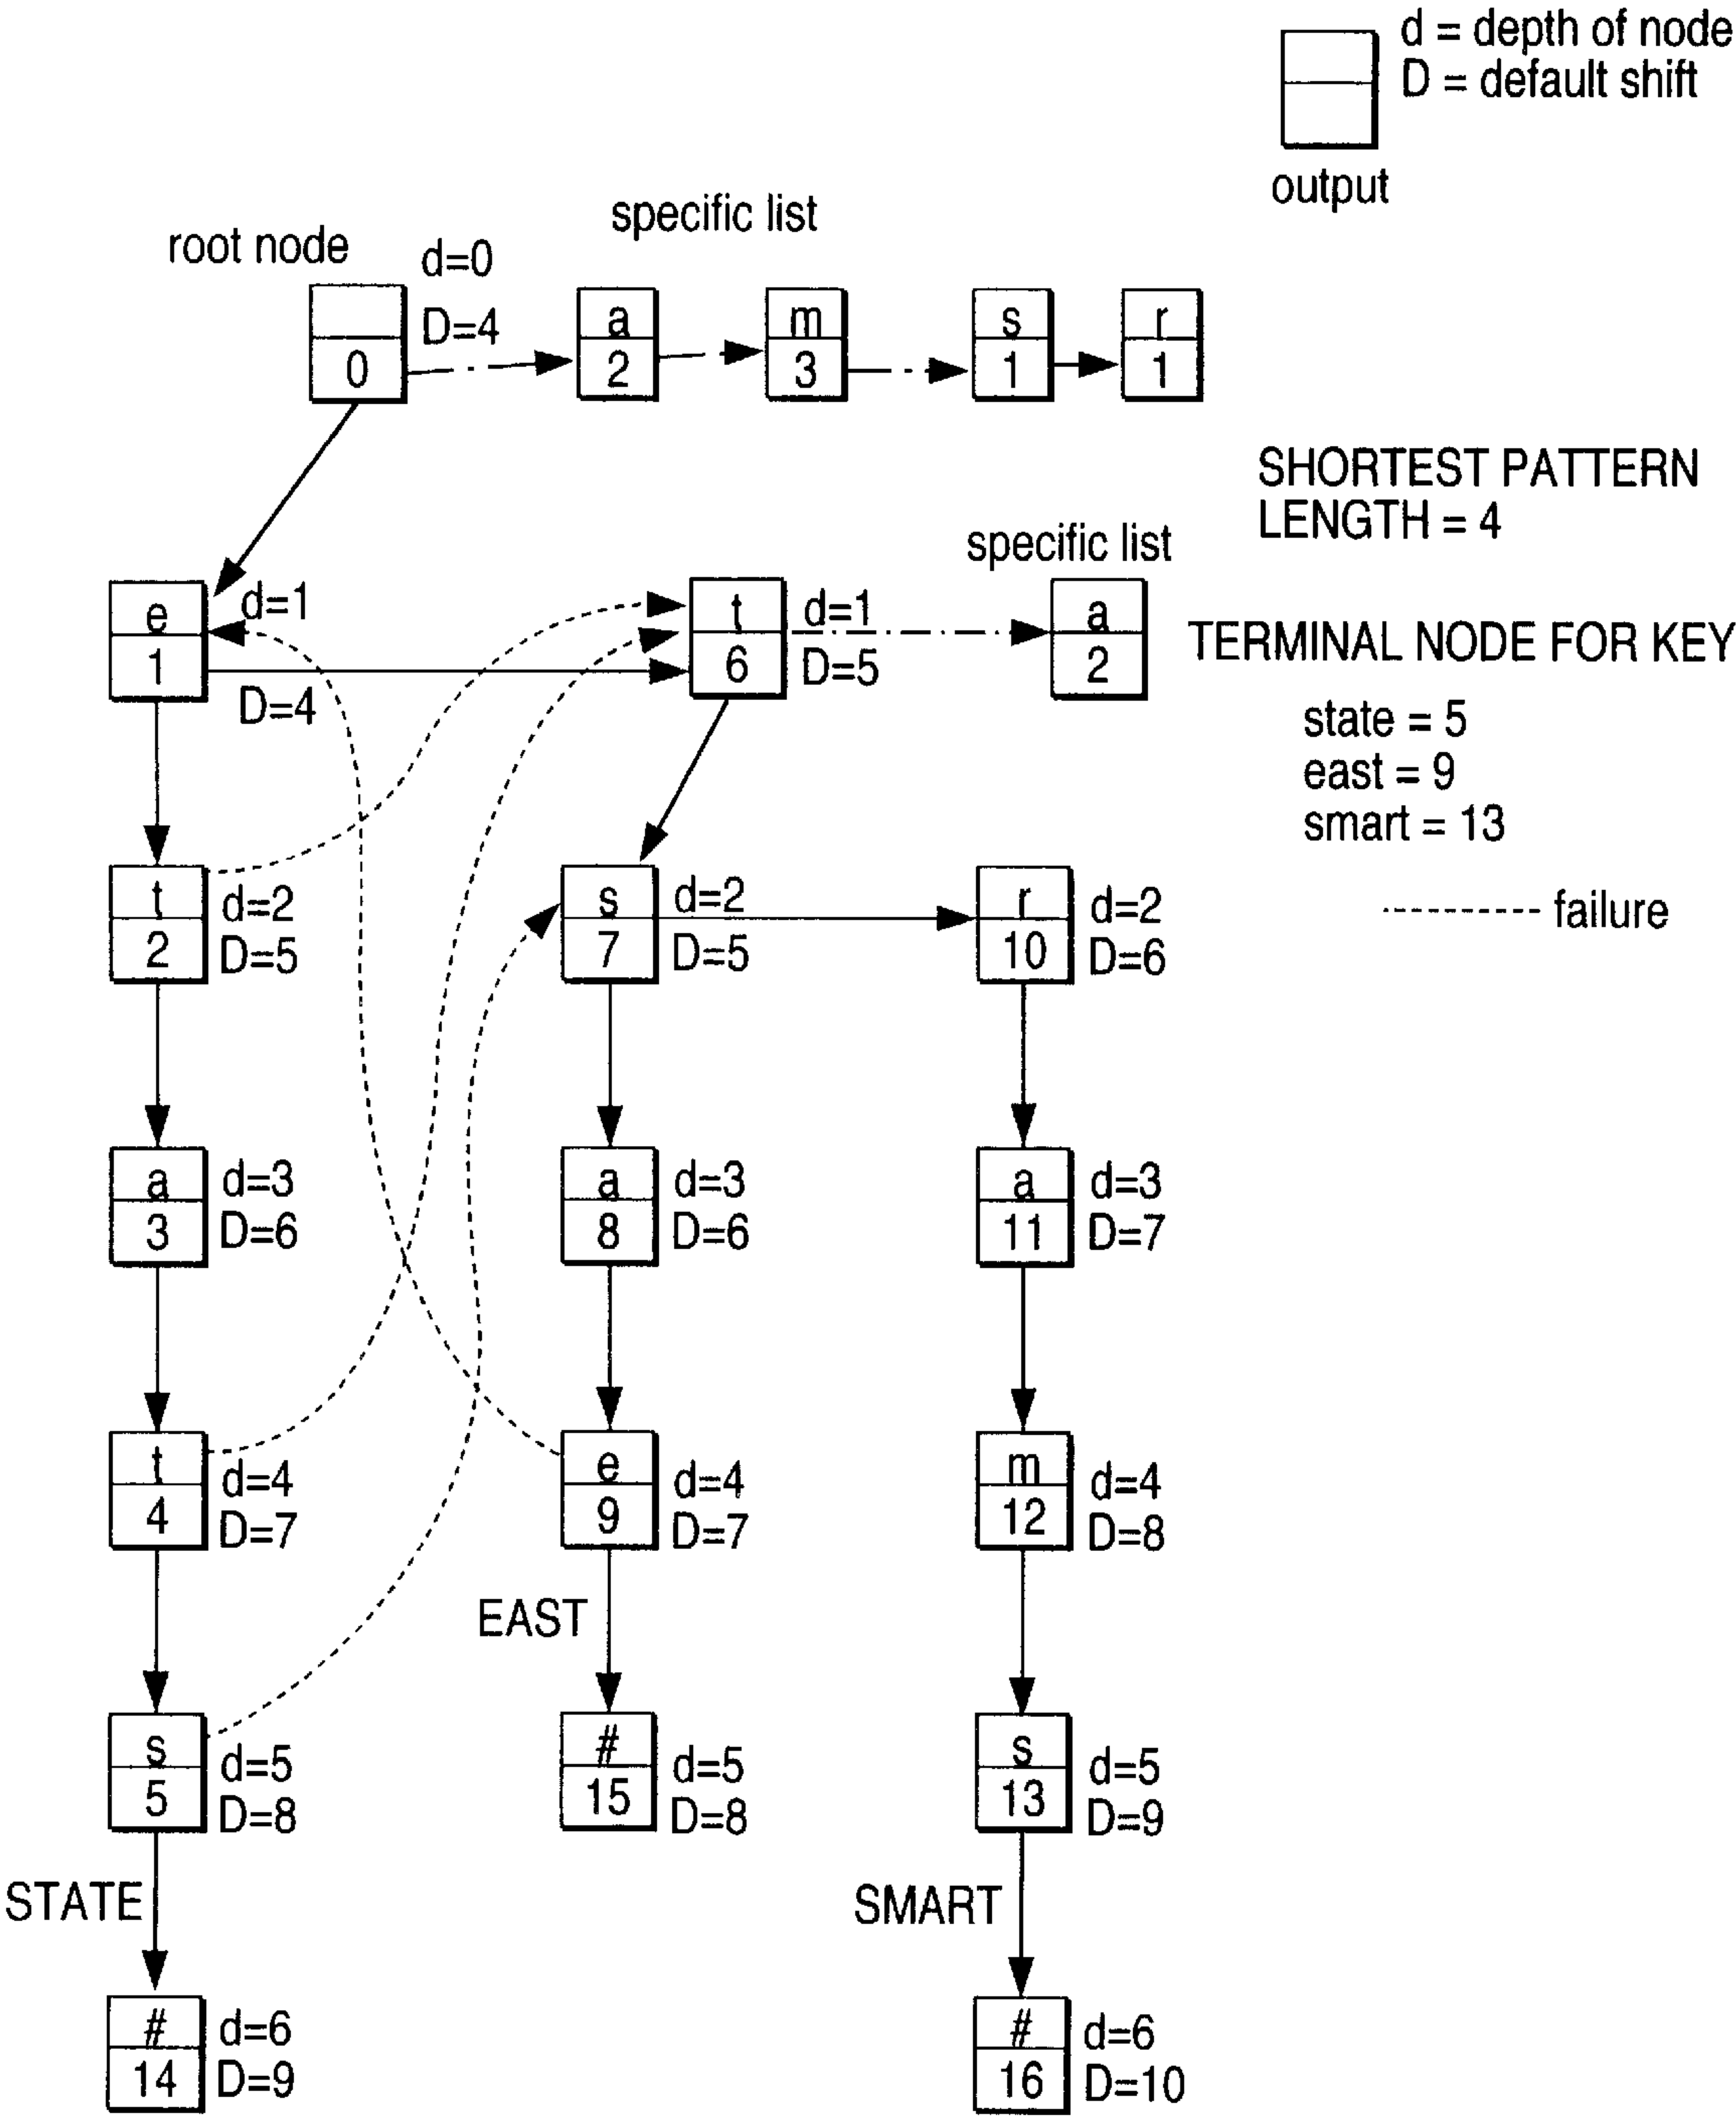 d = depth of node
D = default shift
output
specific list
root node
d=0
D=4
0
a
2
m
3
s
1
r
1
SHORTEST PATTERN
LENGTH = 4
specific list
e
1
d=1
D=4
t
6
d=1
D=5
a
2
TERMINAL NODE FOR KEY
state = 5
east = 9
smart = 13
failure
t
2
d=2
D=5
s
7
d=2
D=5
r
10
d=2
D=6
a
3
d=3
D=6
a
8
d=3
D=6
a
11
d=3
D=7
t
4
d=4
D=7
e
9
d=4
D=7
m
12
d=4
D=8
EAST
s
5
d=5
D=8
#
15
d=5
D=8
s
13
d=5
D=9
STATE
SMART
#
14
d=6
D=9
#
16
d=6
D=10